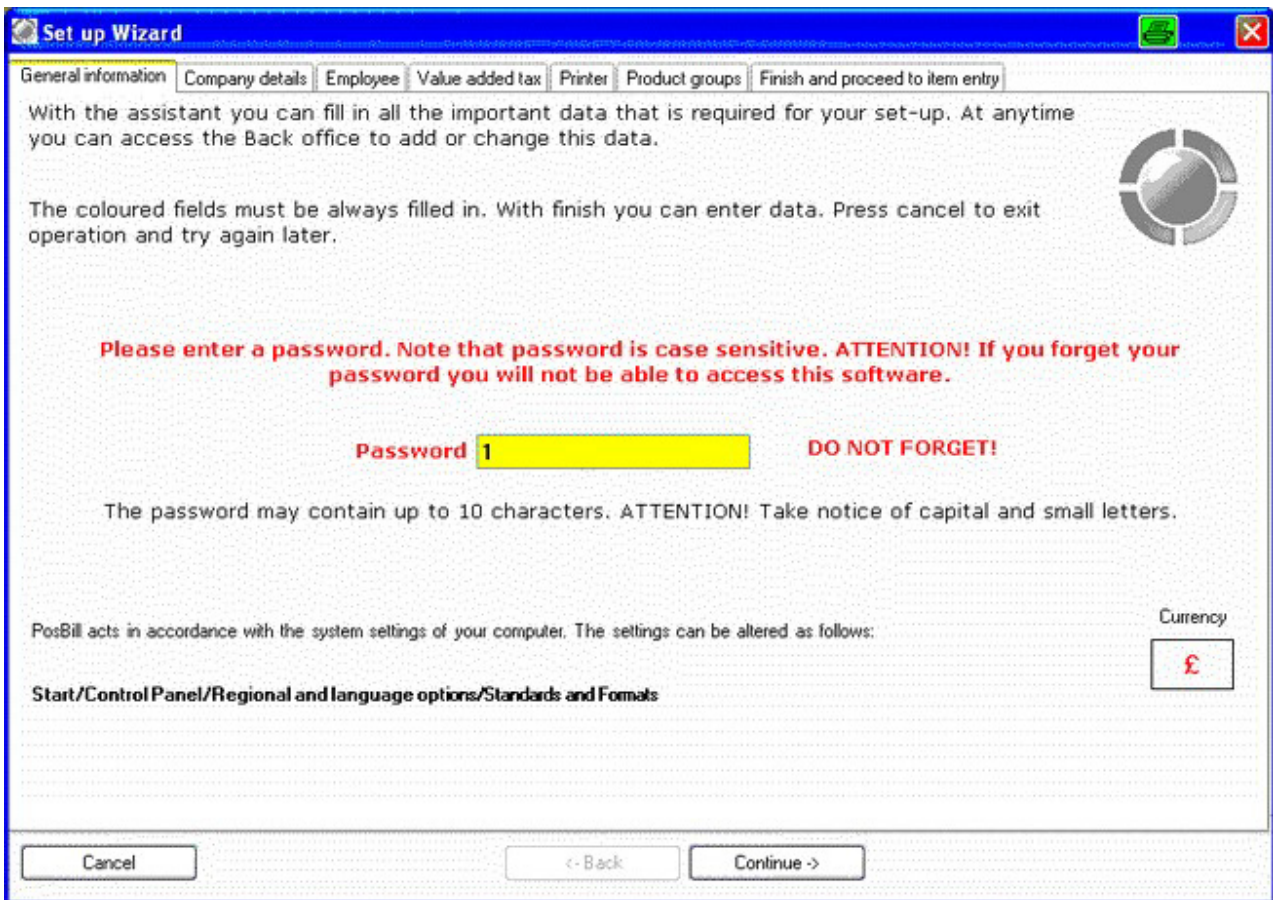 Set up Wizard
General information Company details Employee Value added tax Printer Product groups Finish and proceed to item entry
With the assistant you can fill in all the important data that is required for your set-up. At anytime
you can access the Back office to add or change this data.
The coloured fields must be always filled in. With finish you can enter data. Press cancel to exit
operation and try again later.
Please enter a password. Note that password is case sensitive. ATTENTION! If you forget your
password you will not be able to access this software.
Password 1 DO NOT FORGET!
The password may contain up to 10 characters. ATTENTION! Take notice of capital and small letters.
Currency
PosBill acts in accordance with the system settings of your computer. The settings can be altered as follows:
£
Start/Control Panel/Regional and language options/Standards and Formats
Cancel <- Back Continue ->